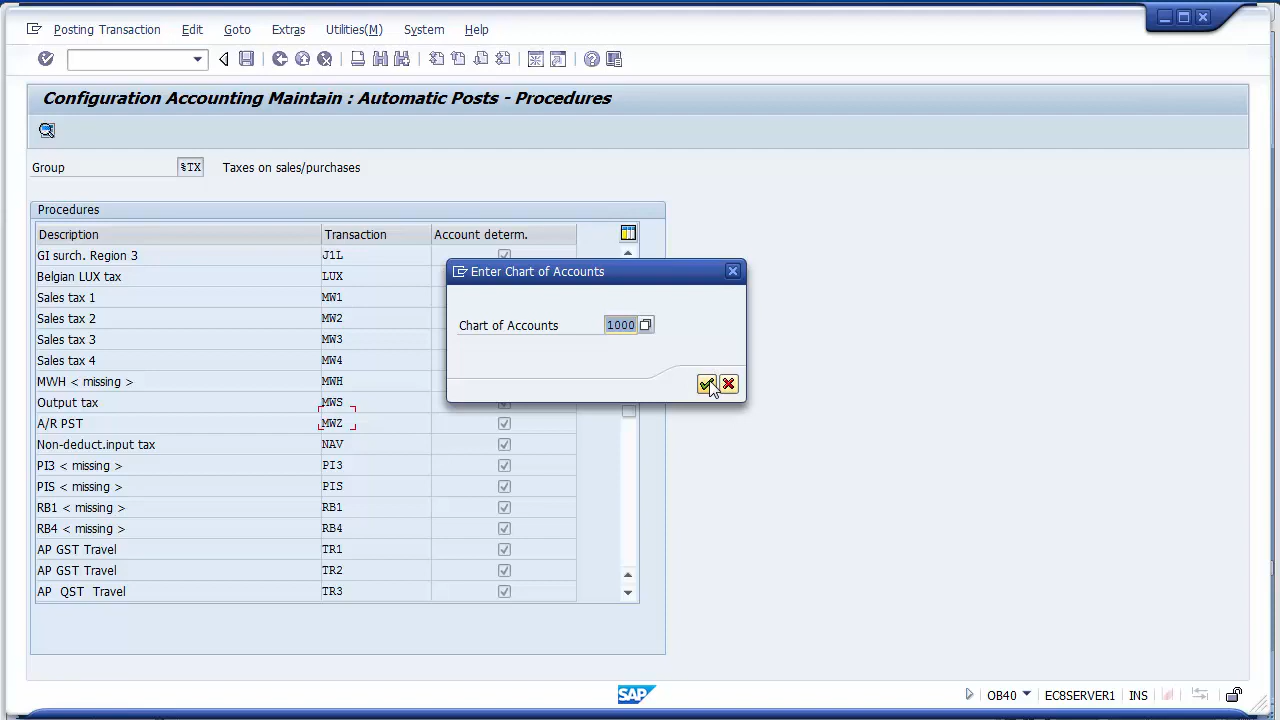 Posting Transaction Edit Goto Extras Utilities(M) System Help
Configuration Accounting Maintain : Automatic Posts - Procedures
Group %TX Taxes on sales/purchases
Procedures
Description Transaction Account determ.
GI surch. Region 3 J1L
Belgian LUX tax LUX
Sales tax 1 MW1
Sales tax 2 MW2
Sales tax 3 MW3
Sales tax 4 MW4
MWH < missing > MWH
Output tax MWS
A/R PST MWZ
Non-deduct.input tax NAV
PI3 < missing > PI3
PIS < missing > PIS
RB1 < missing > RB1
RB4 < missing > RB4
AP GST Travel TR1
AP GST Travel TR2
AP QST Travel TR3
Enter Chart of Accounts
Chart of Accounts 1000
SAP OB40 ECSSERVER1 INS